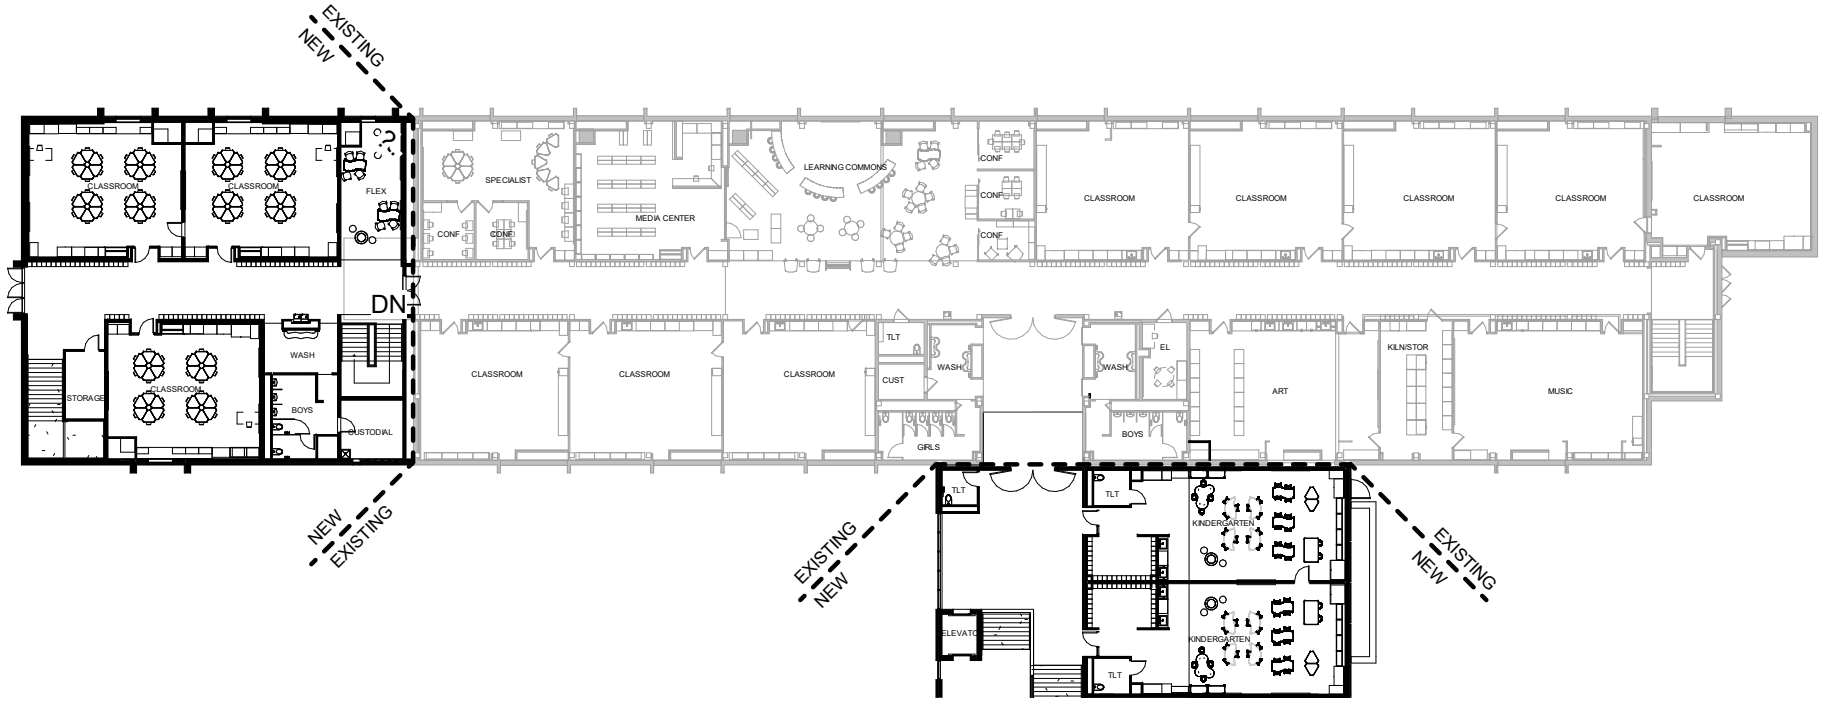 EXISTING
NEW
CLASSROOM
CLASSROOM
FLEX
SPECIALIST
CONF
CONF
MEDIA CENTER
LEARNING COMMONS
CONF
CONF
CONF
CLASSROOM
CLASSROOM
CLASSROOM
CLASSROOM
CLASSROOM
DN
STORAGE
CLASSROOM
WASH
BOYS
CUSTODIAL
CLASSROOM
CLASSROOM
CLASSROOM
TLT
CUST
WASH
GIRLS
WASH
EL
BOYS
ART
KILN/STOR
MUSIC
NEW
EXISTING
EXISTING
NEW
EXISTING
NEW
TLT
TLT
KINDERGARTEN
ELEVATO
KINDERGARTEN
TLT